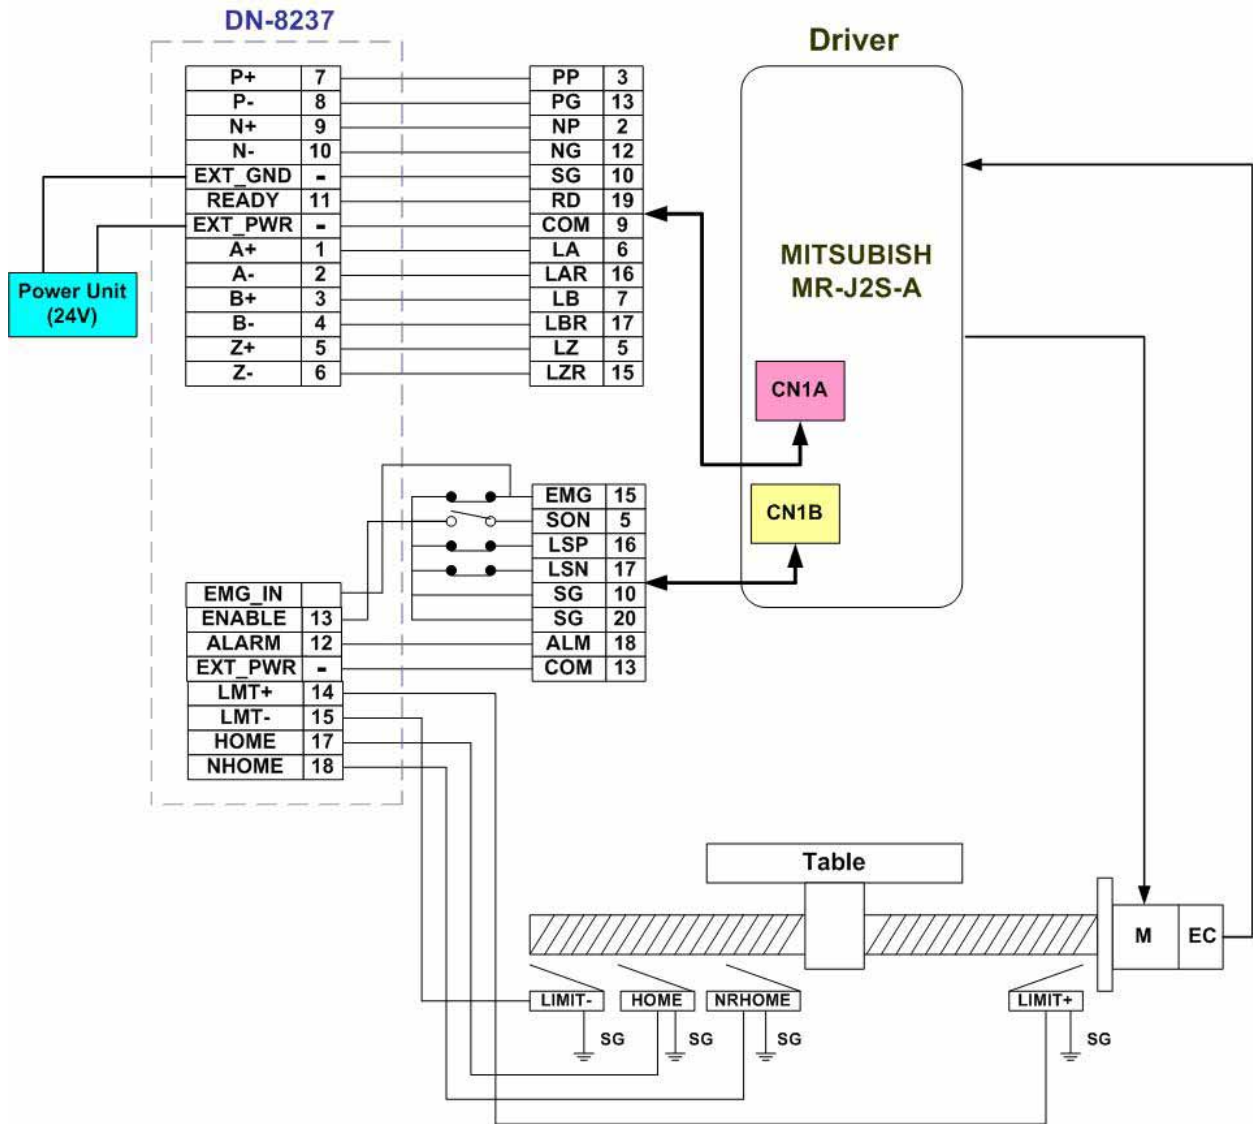 DN-8237
Driver
P+ 7 PP 3
P- 8 PG 13
N+ 9 NP 2
N- 10 NG 12
EXT_GND - SG 10
READY 11 RD 19
EXT_PWR - COM 9
A+ 1 LA 6
A- 2 LAR 16
B+ 3 LB 7
B- 4 LBR 17
Z+ 5 LZ 5
Z- 6 LZR 15
Power Unit
(24V)
MITSUBISH
MR-J2S-A
CN1A
CN1B
EMG 15
SON 5
LSP 16
LSN 17
SG 10
SG 20
ALM 18
COM 13
EMG_IN
ENABLE 13
ALARM 12
EXT_PWR -
LMT+ 14
LMT- 15
HOME 17
NHOME 18
Table
M EC
LIMIT- HOME NRHOME LIMIT+
SG SG SG SG